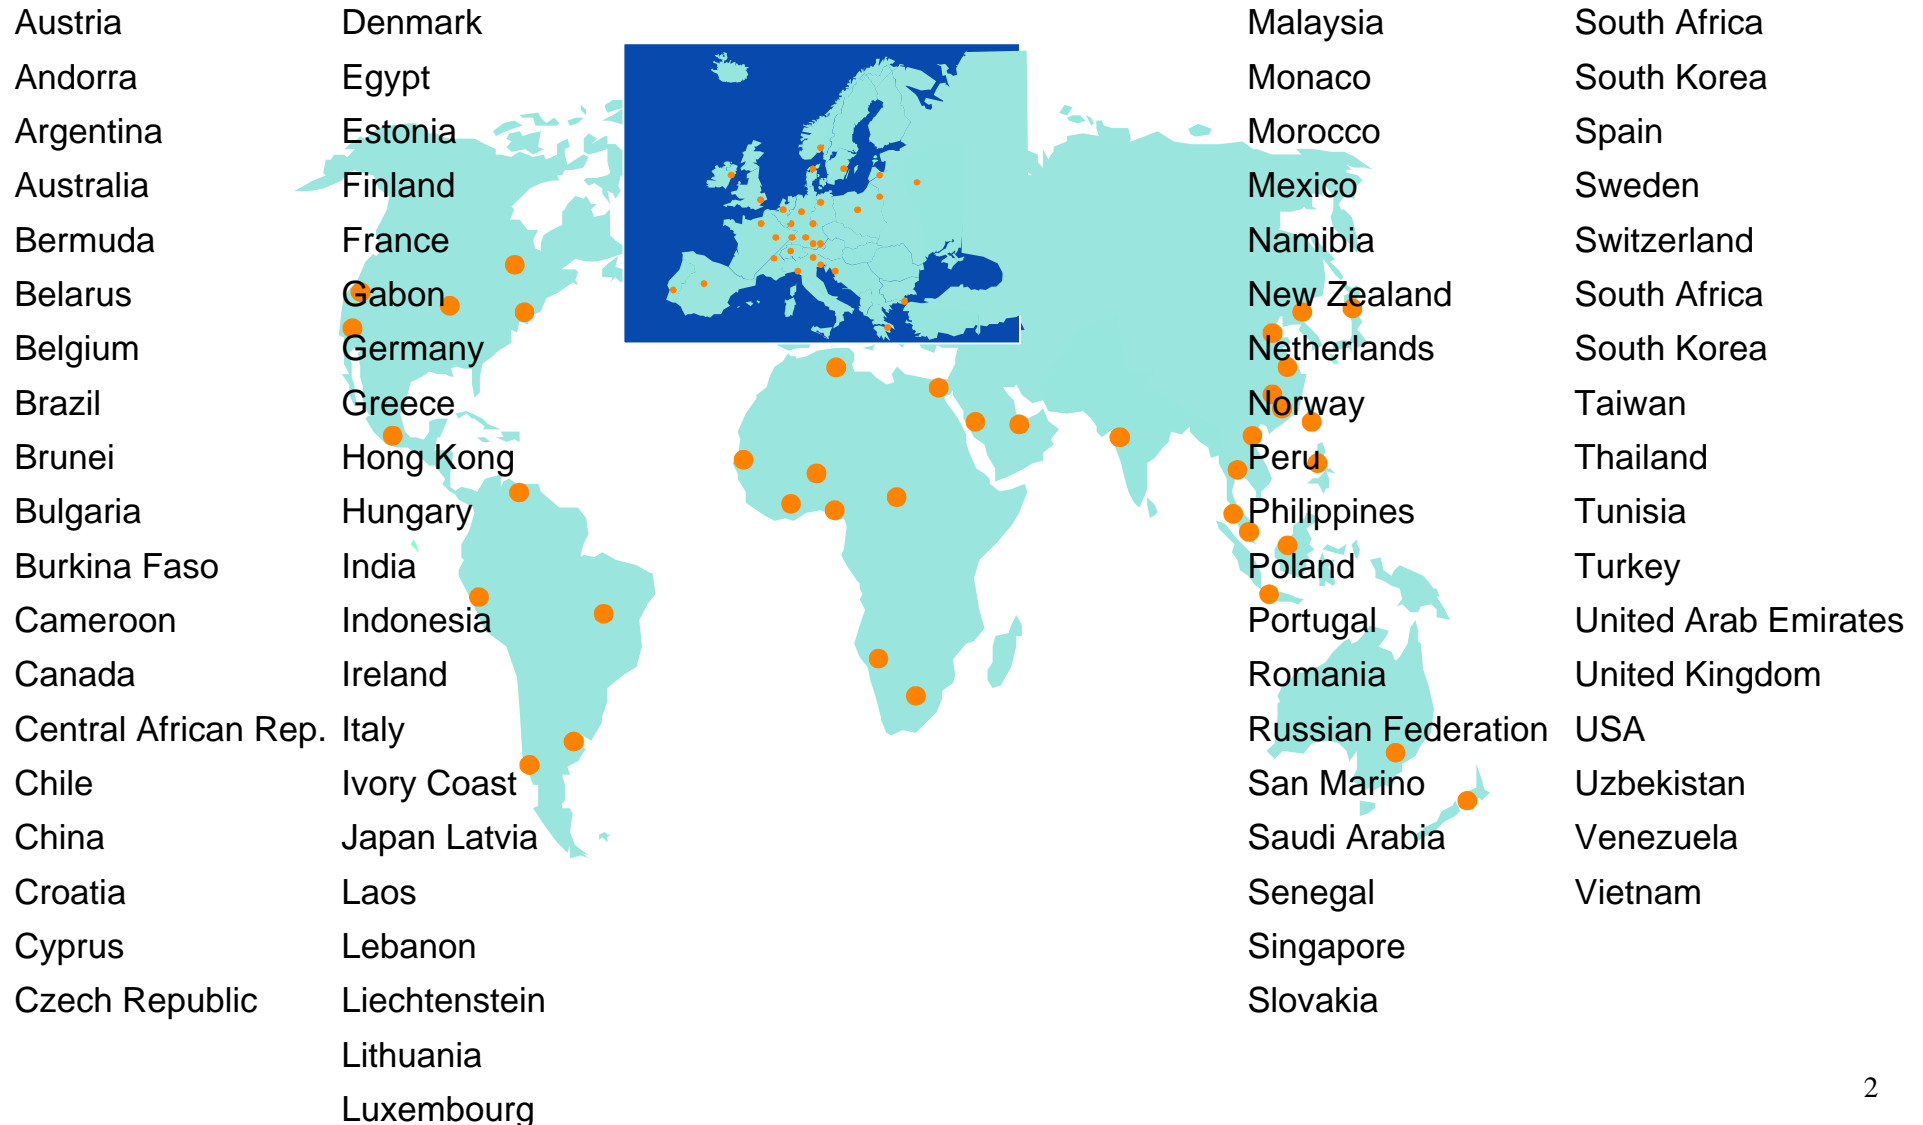 Austria
Andorra
Argentina
Australia
Bermuda
Belarus
Belgium
Brazil
Brunei
Bulgaria
Burkina Faso
Cameroon
Canada
Central African Rep.
Chile
China
Croatia
Cyprus
Czech Republic
Denmark
Egypt
Estonia
Finland
France
Gabon
Germany
Greece
Hong Kong
Hungary
India
Indonesia
Ireland
Italy
Ivory Coast
Japan Latvia
Laos
Lebanon
Liechtenstein
Lithuania
Luxembourg
Malaysia
Monaco
Morocco
Mexico
Namibia
New Zealand
Netherlands
Norway
Peru
Philippines
Poland
Portugal
Romania
Russian Federation
San Marino
Saudi Arabia
Senegal
Singapore
Slovakia
South Africa
South Korea
Spain
Sweden
Switzerland
South Africa
South Korea
Taiwan
Thailand
Tunisia
Turkey
United Arab Emirates
United Kingdom
USA
Uzbekistan
Venezuela
Vietnam
2